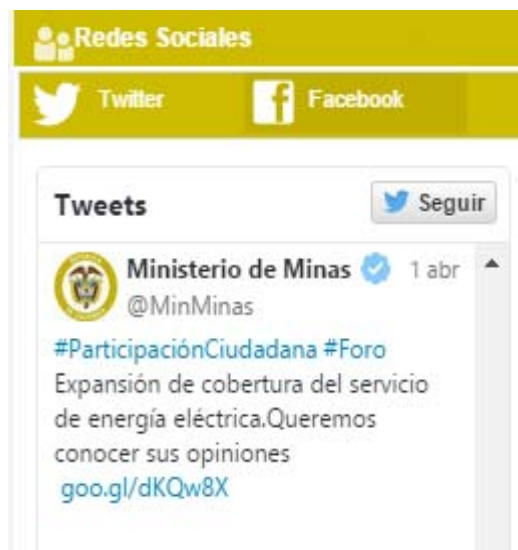 Redes Sociales
Twitter Facebook
Tweets Seguir
Ministerio de Minas 1 abr
@MinMinas
#ParticipaciónCiudadana #Foro
Expansión de cobertura del servicio
de energía eléctrica.Queremos
conocer sus opiniones
goo.gl/dKQw8X